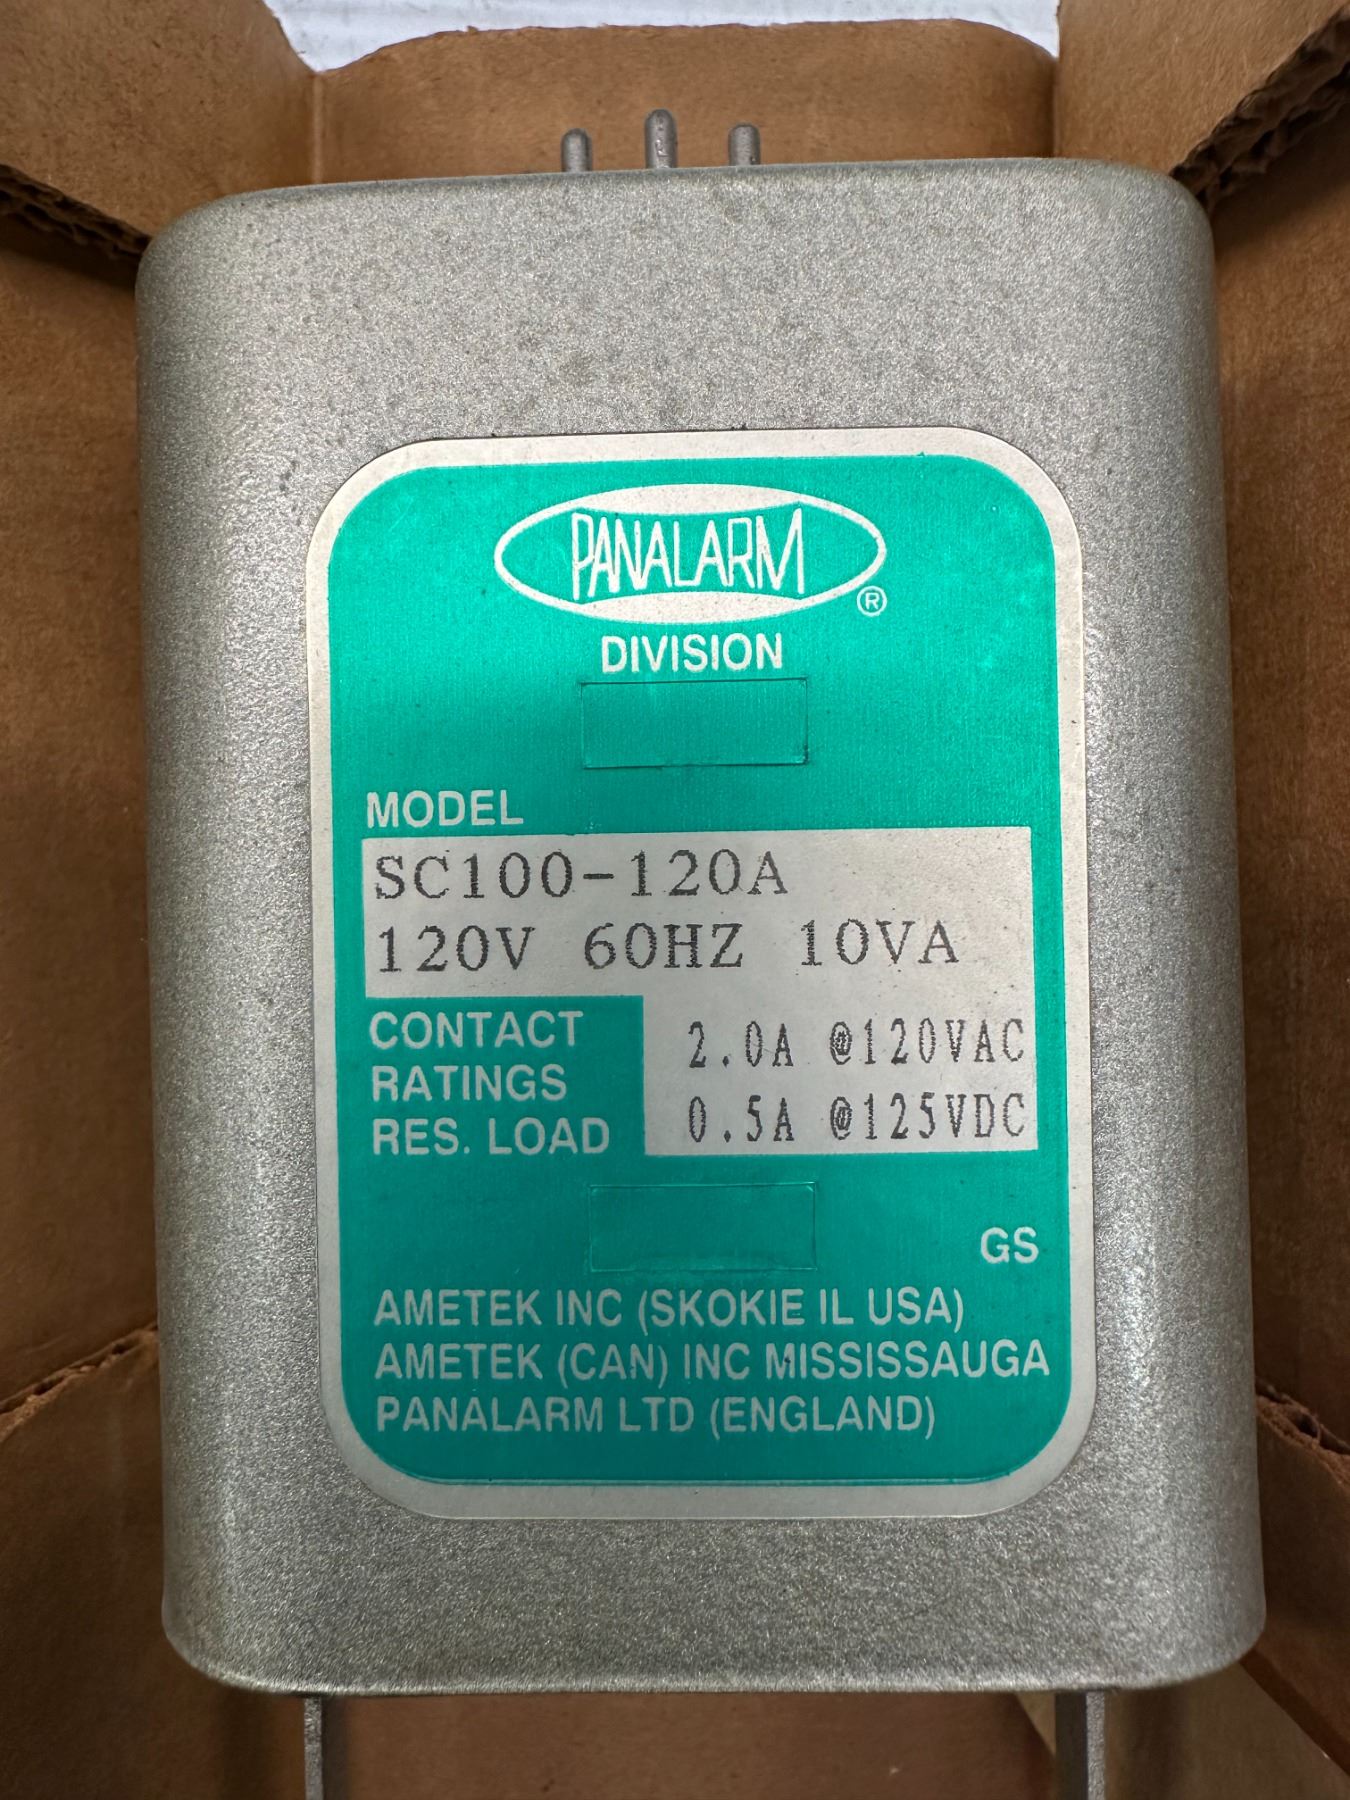 PANALARM ®
DIVISION
MODEL
SC100-120A
120V 60HZ 10VA
CONTACT RATINGS RES. LOAD
2.0A @120VAC
0.5A @125VDC
GS
AMETEK INC (SKOKIE IL USA)
AMETEK (CAN) INC MISSISSAUGA
PANALARM LTD (ENGLAND)